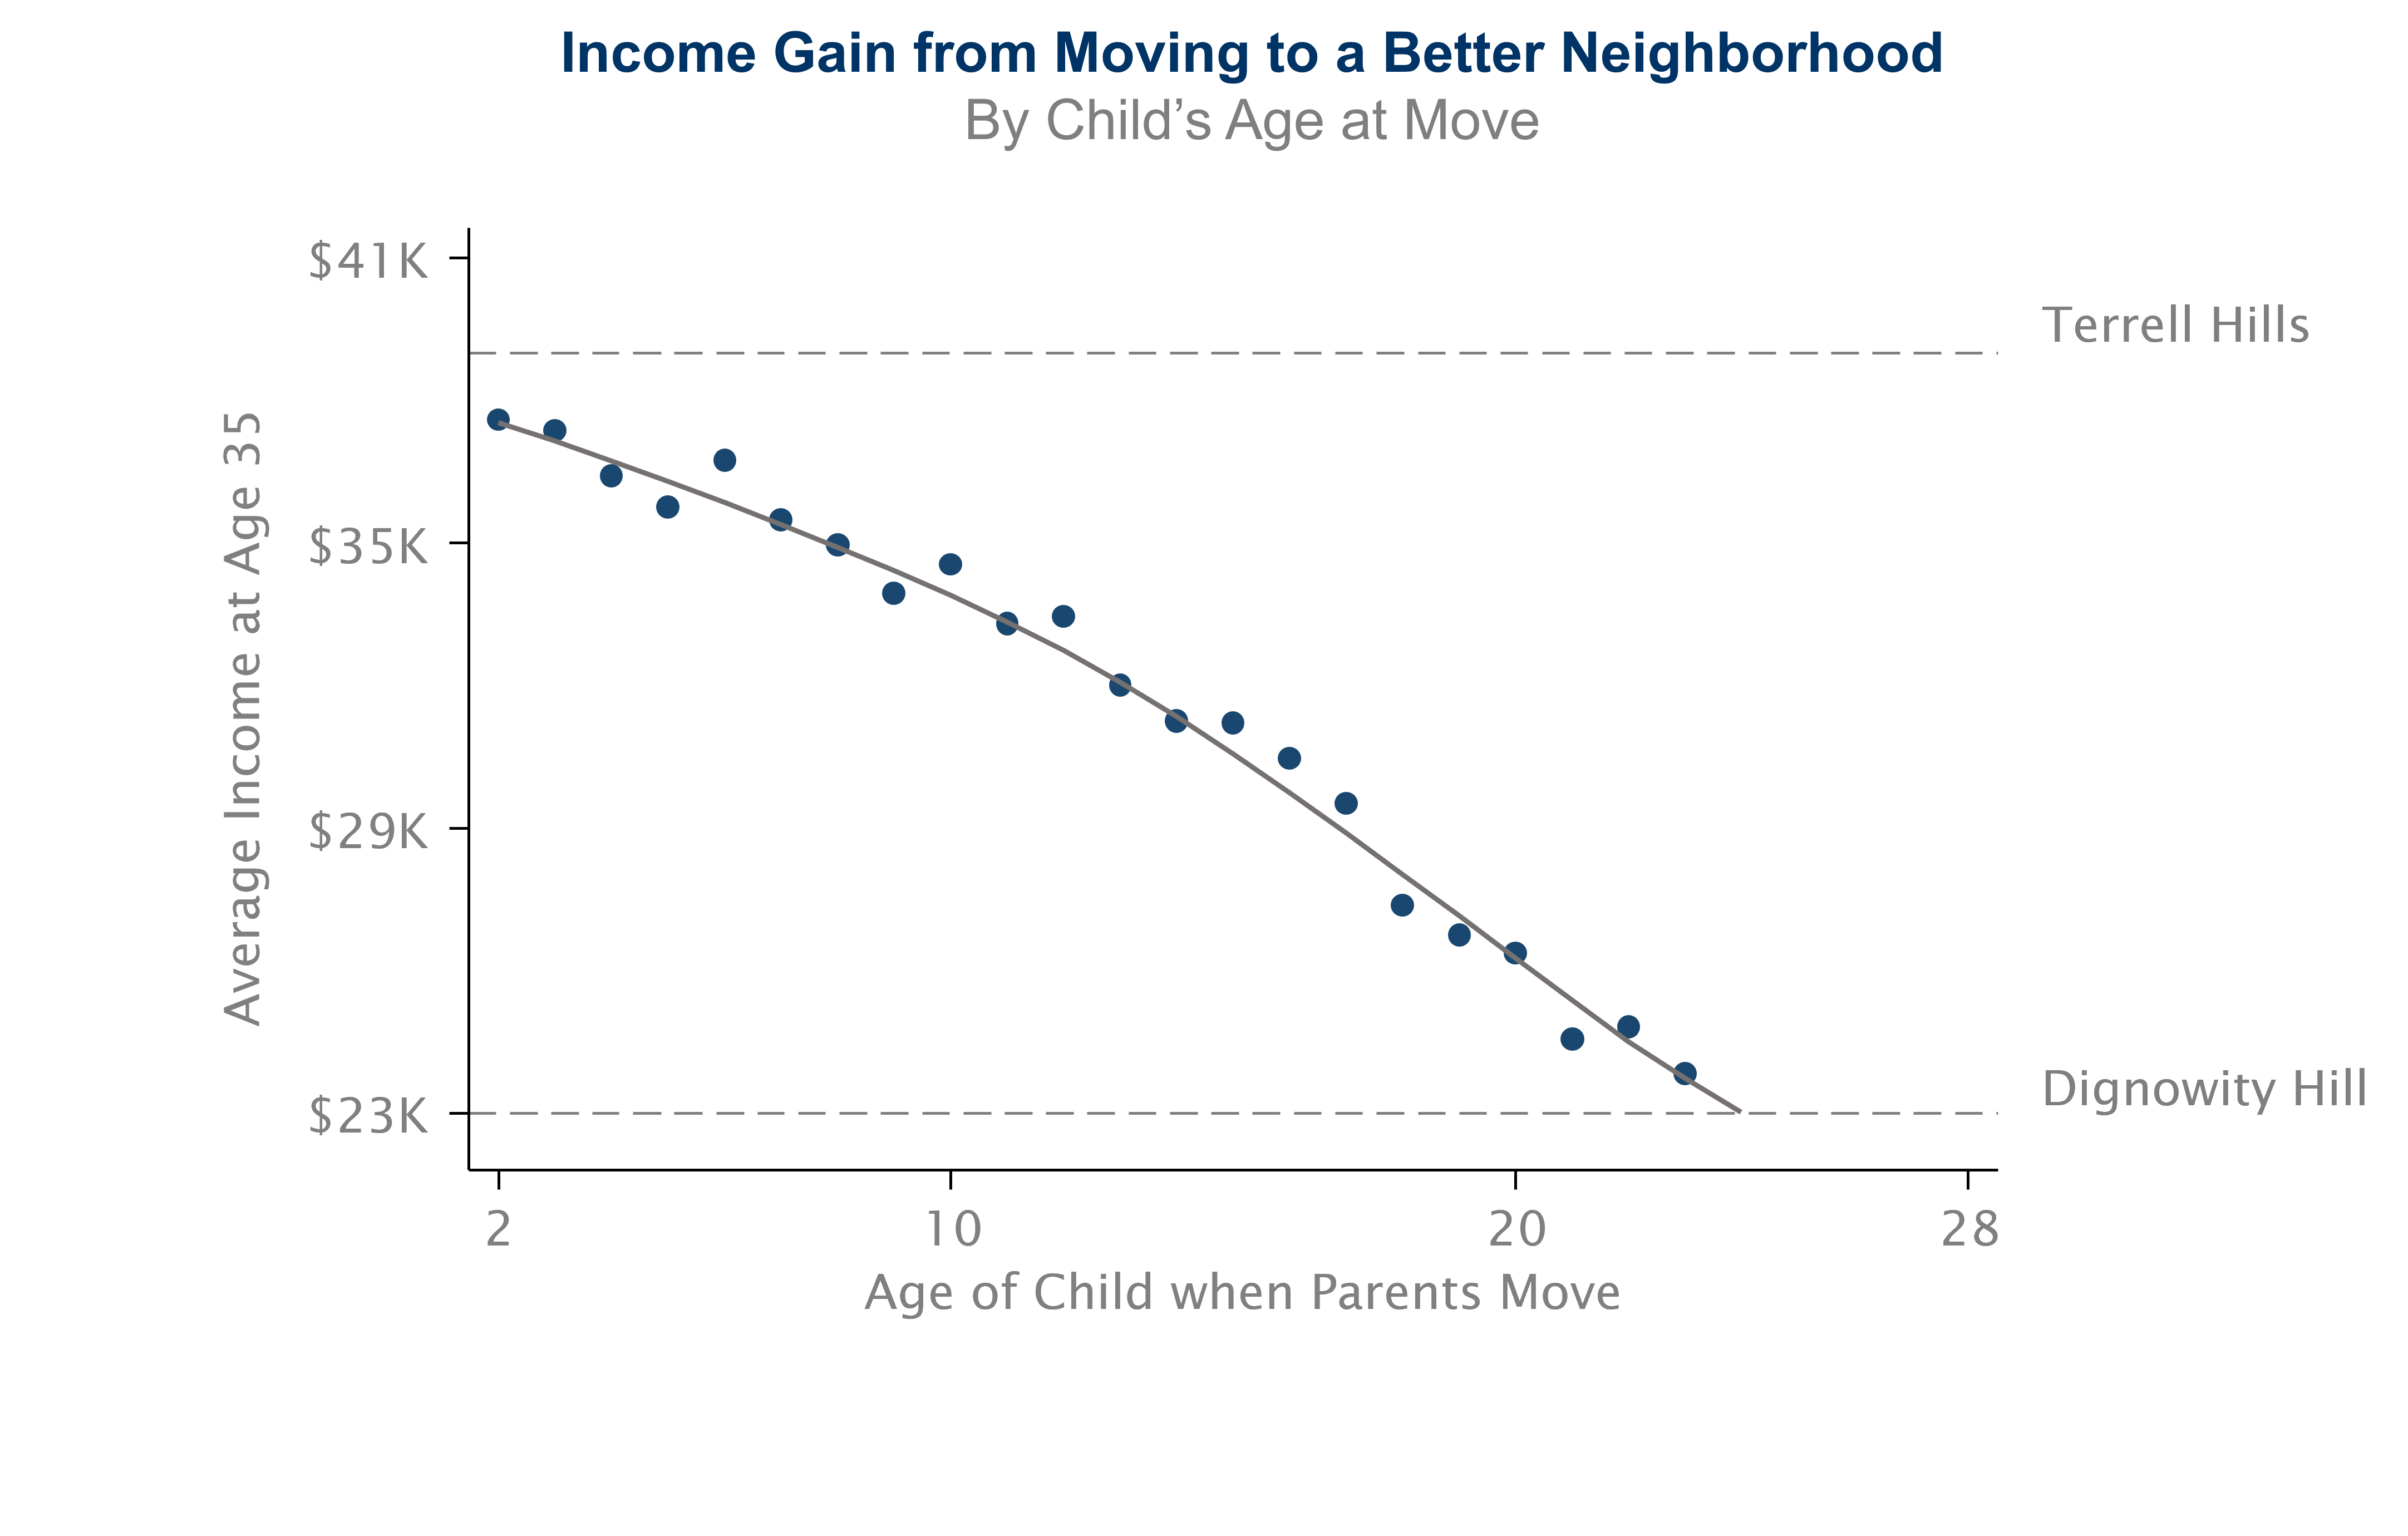 Income Gain from Moving to a Better Neighborhood
By Child’s Age at Move
$41K
Terrell Hills
Average Income at Age 35
$35K
$29K
$23K
Dignowity Hill
2
10
20
28
Age of Child when Parents Move